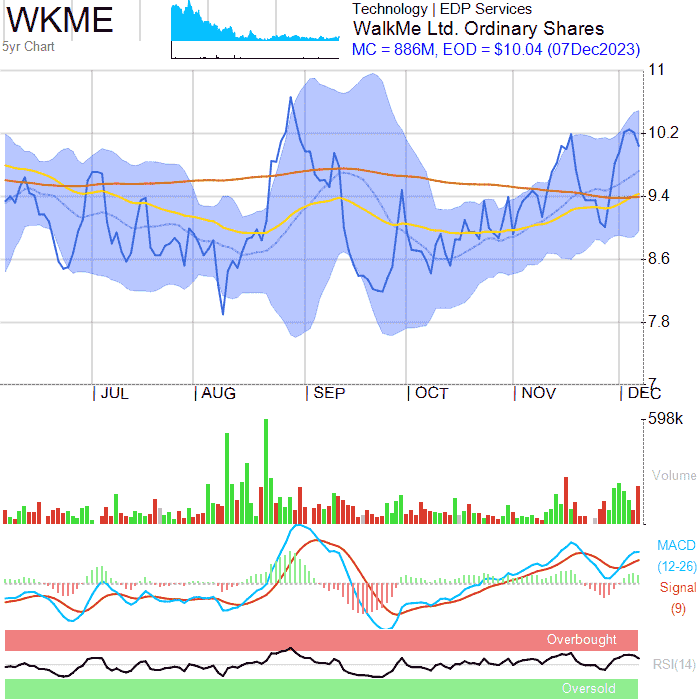 WKME
5yr Chart
Technology | EDP Services
WalkMe Ltd. Ordinary Shares
MC = 886M, EOD = $10.04 (07Dec2023)
11
10.2
9.4
8.6
7.8
7
JUL AUG SEP OCT NOV DEC
598k
Volume
MACD
(12-26)
Signal
(9)
Overbought
RSI(14)
Oversold